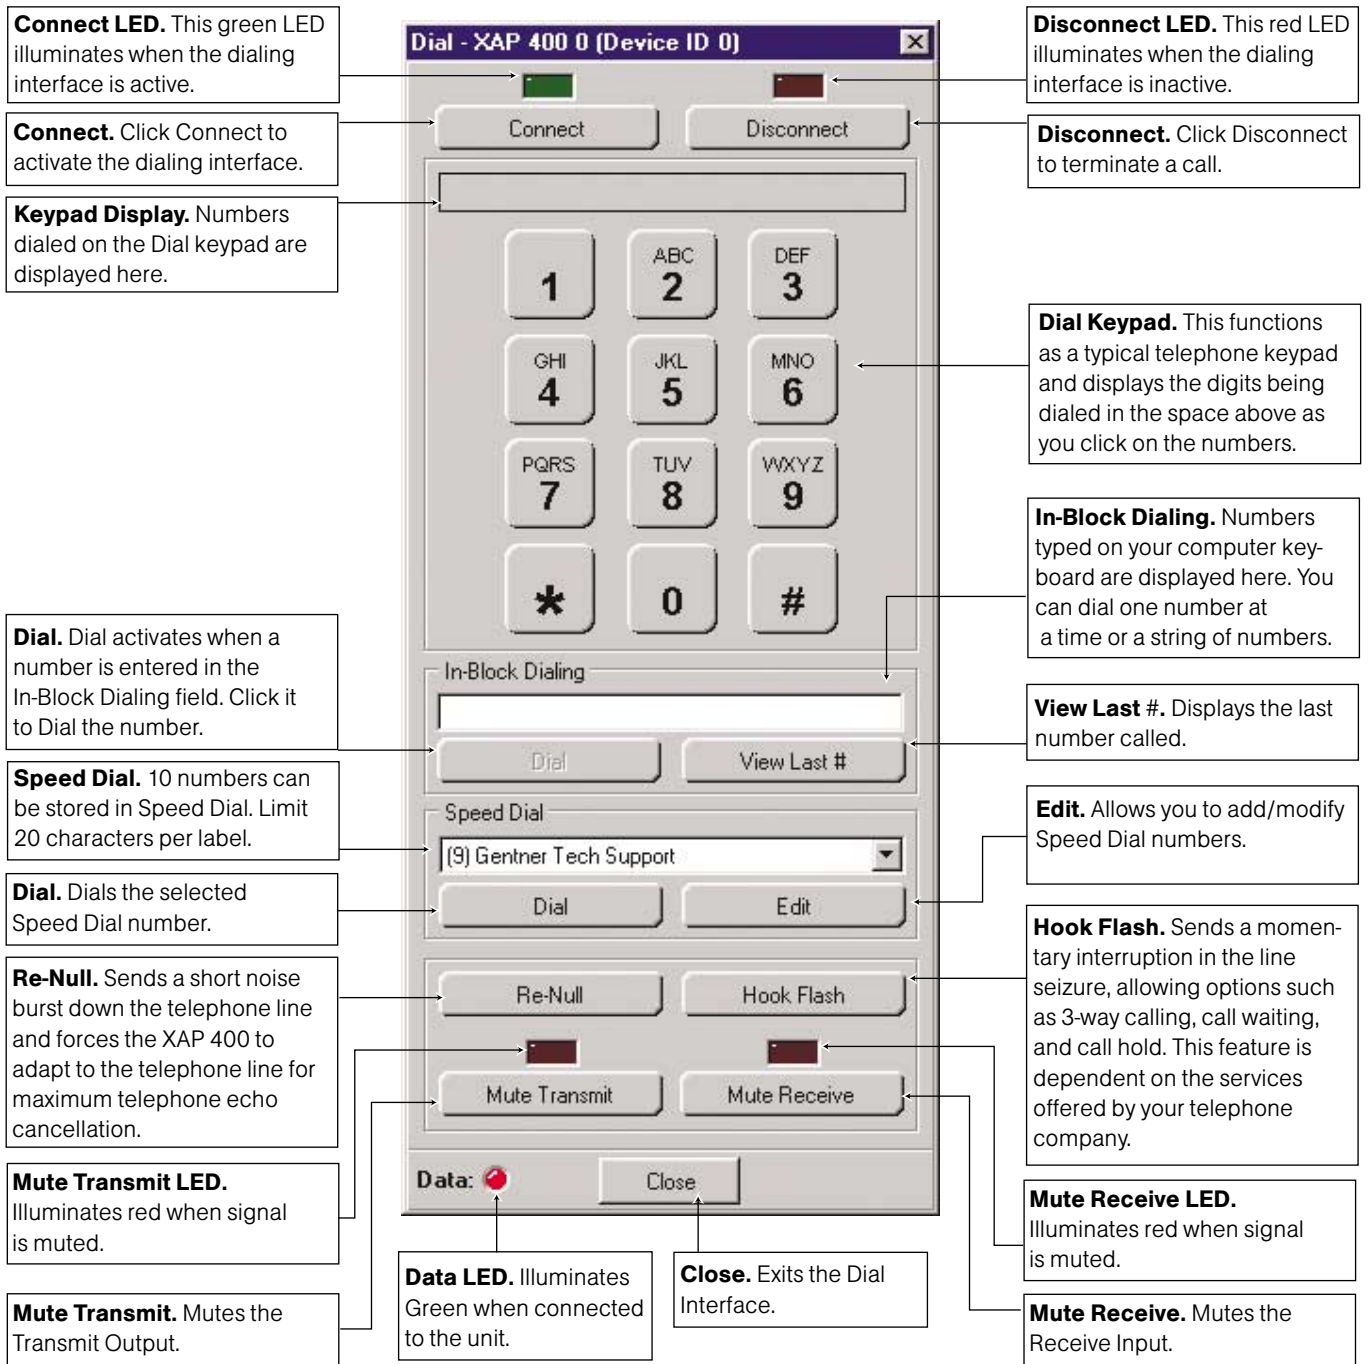 Connect LED. This green LED
illuminates when the dialing
interface is active.
Connect. Click Connect to
activate the dialing interface.
Keypad Display. Numbers
dialed on the Dial keypad are
displayed here.
Dial. Dial activates when a
number is entered in the
In-Block Dialing field. Click it
to Dial the number.
Speed Dial. 10 numbers can
be stored in Speed Dial. Limit
20 characters per label.
Dial. Dials the selected
Speed Dial number.
Re-Null. Sends a short noise
burst down the telephone line
and forces the XAP 400 to
adapt to the telephone line for
maximum telephone echo
cancellation.
Mute Transmit LED.
Illuminates red when signal
is muted.
Mute Transmit. Mutes the
Transmit Output.
Dial - XAP 400 0 (Device ID 0)
Connect
Disconnect
1
ABC
2
DEF
3
GHI
4
JKL
5
MNO
6
PQRS
7
TUV
8
WXYZ
9
*
0
#
In-Block Dialing
Dial
View Last #
Speed Dial
(9) Gentner Tech Support
Dial
Edit
Re-Null
Hook Flash
Mute Transmit
Mute Receive
Data:
Close
Data LED. Illuminates
Green when connected
to the unit.
Close. Exits the Dial
Interface.
Disconnect LED. This red LED
illuminates when the dialing
interface is inactive.
Disconnect. Click Disconnect
to terminate a call.
Dial Keypad. This functions
as a typical telephone keypad
and displays the digits being
dialed in the space above as
you click on the numbers.
In-Block Dialing. Numbers
typed on your computer key-
board are displayed here. You
can dial one number at
a time or a string of numbers.
View Last #. Displays the last
number called.
Edit. Allows you to add/modify
Speed Dial numbers.
Hook Flash. Sends a momen-
tary interruption in the line
seizure, allowing options such
as 3-way calling, call waiting,
and call hold. This feature is
dependent on the services
offered by your telephone
company.
Mute Receive LED.
Illuminates red when signal
is muted.
Mute Receive. Mutes the
Receive Input.